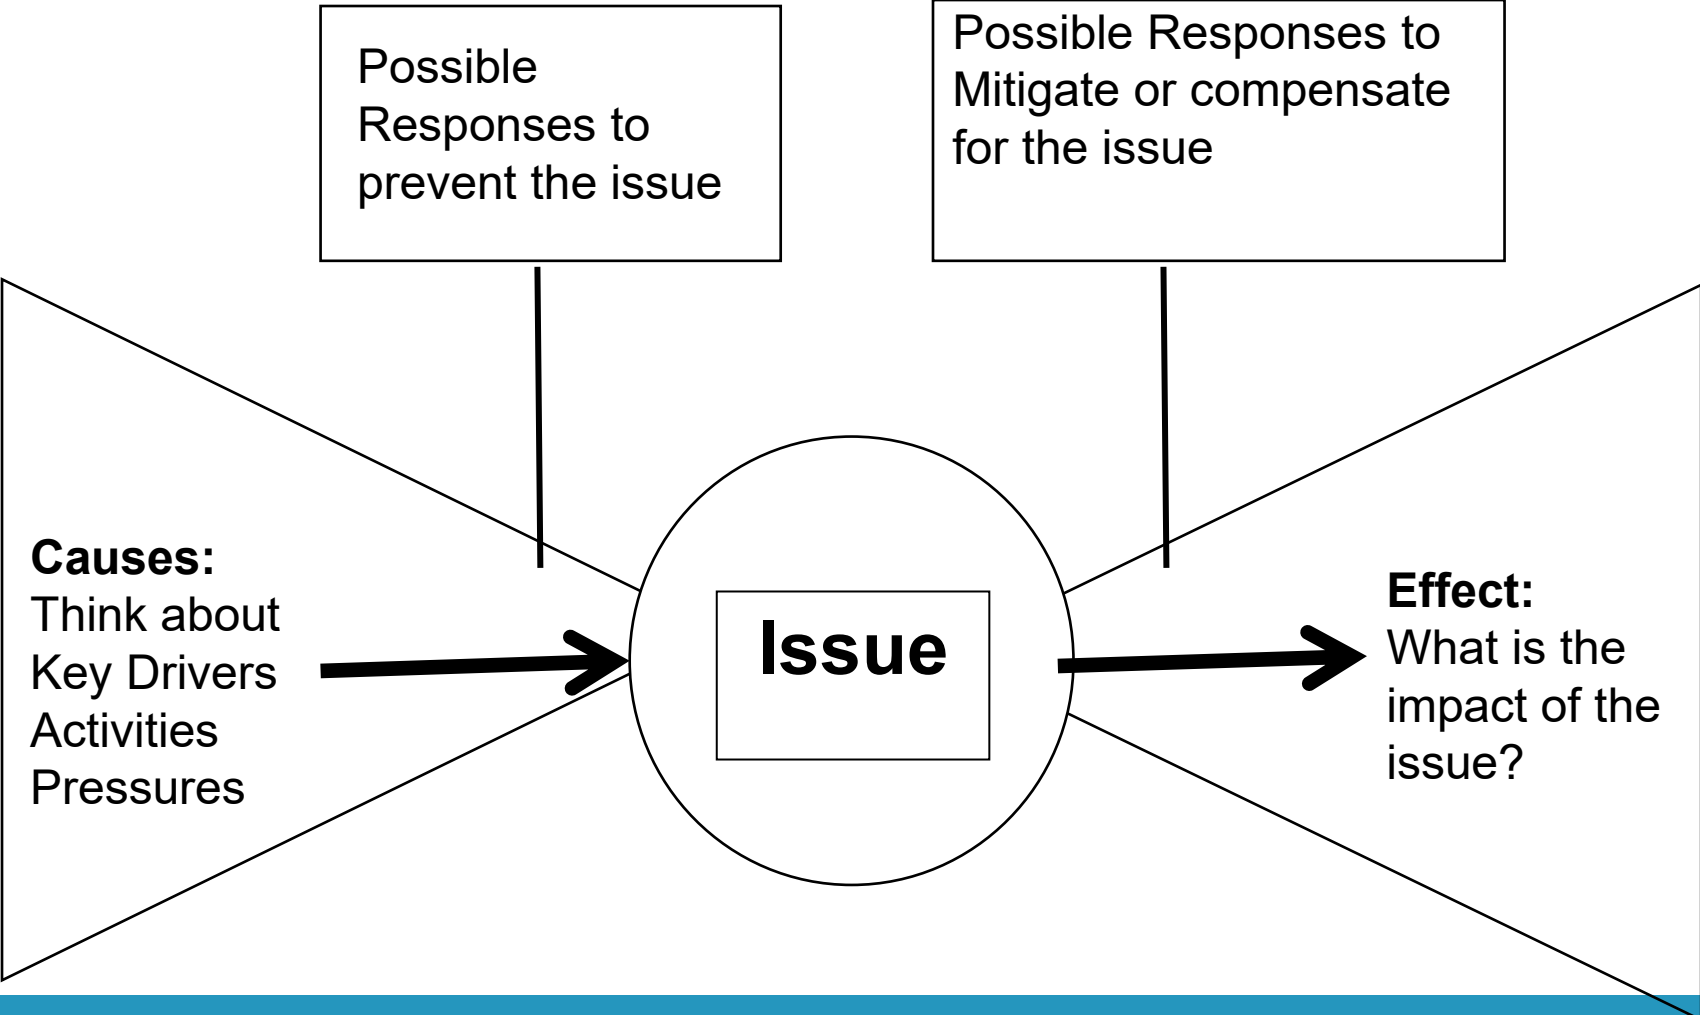 Possible
Responses to
prevent the issue
Possible Responses to
Mitigate or compensate
for the issue
Causes:
Think about
Key Drivers
Activities
Pressures
Issue
Effect:
What is the
impact of the
issue?